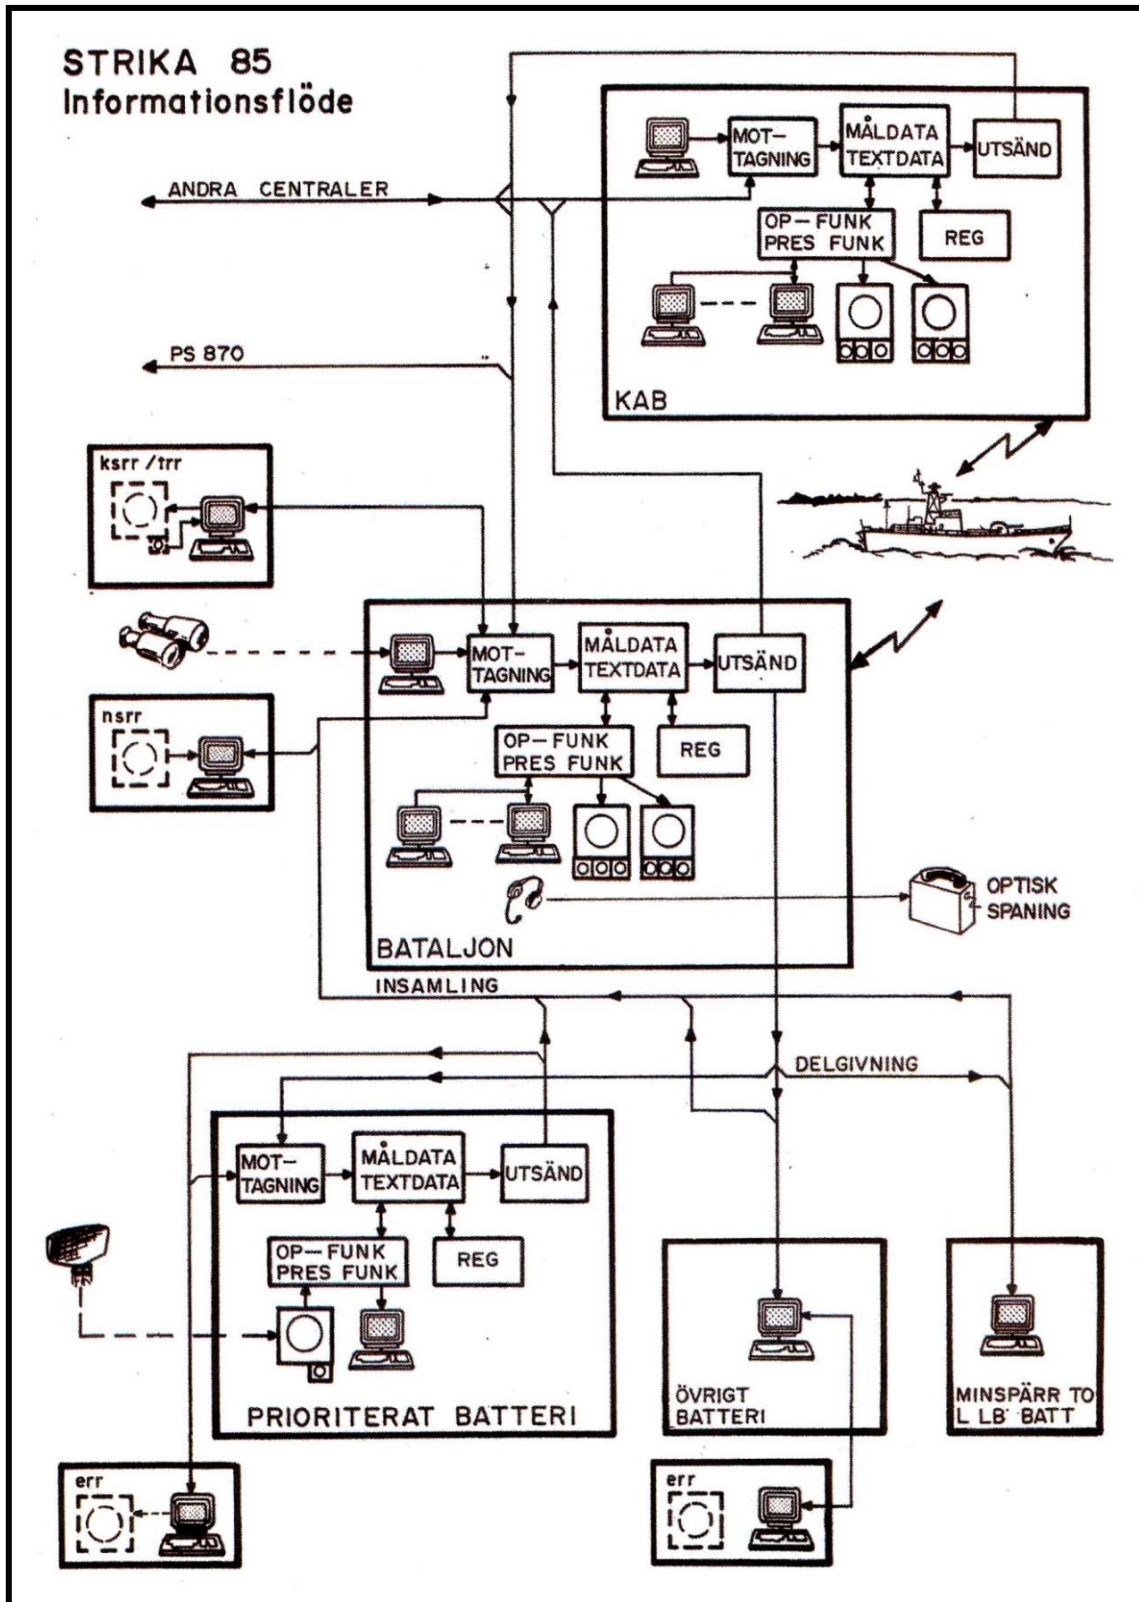 STRIKA 85
Informationsflöde
MOT-
TAGNING
MÅLDATA
TEXTDATA
UTSÄND
ANDRA CENTRALER
OP-FUNK
PRES FUNK
REG
PS 870
KAB
ksrr / trr
MOT-
TAGNING
MÅLDATA
TEXTDATA
UTSÄND
nsrr
OP-FUNK
PRES FUNK
REG
OPTISK
SPANING
BATALJON
INSAMLING
DELGIVNING
MOT-
TAGNING
MÅLDATA
TEXTDATA
UTSÄND
OP-FUNK
PRES FUNK
REG
PRIORITERAT BATTERI
ÖVRIGT
BATTERI
MINSPÄRR TO
L LB BATT
err
err